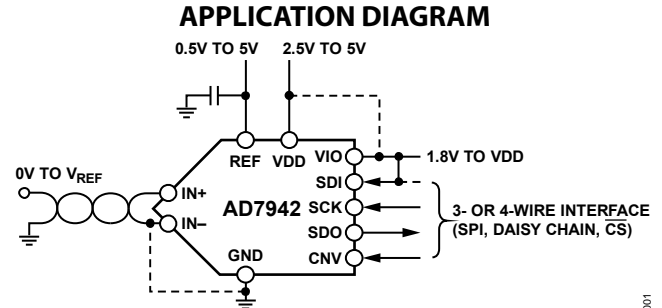 APPLICATION DIAGRAM
0.5V TO 5V
2.5V TO 5V
REF
VDD
VIO
1.8V TO VDD
0V TO VREF
IN+
SDI
AD7942
SCK
3- OR 4-WIRE INTERFACE
IN–
SDO
(SPI, DAISY CHAIN, CS)
GND
CNV
001